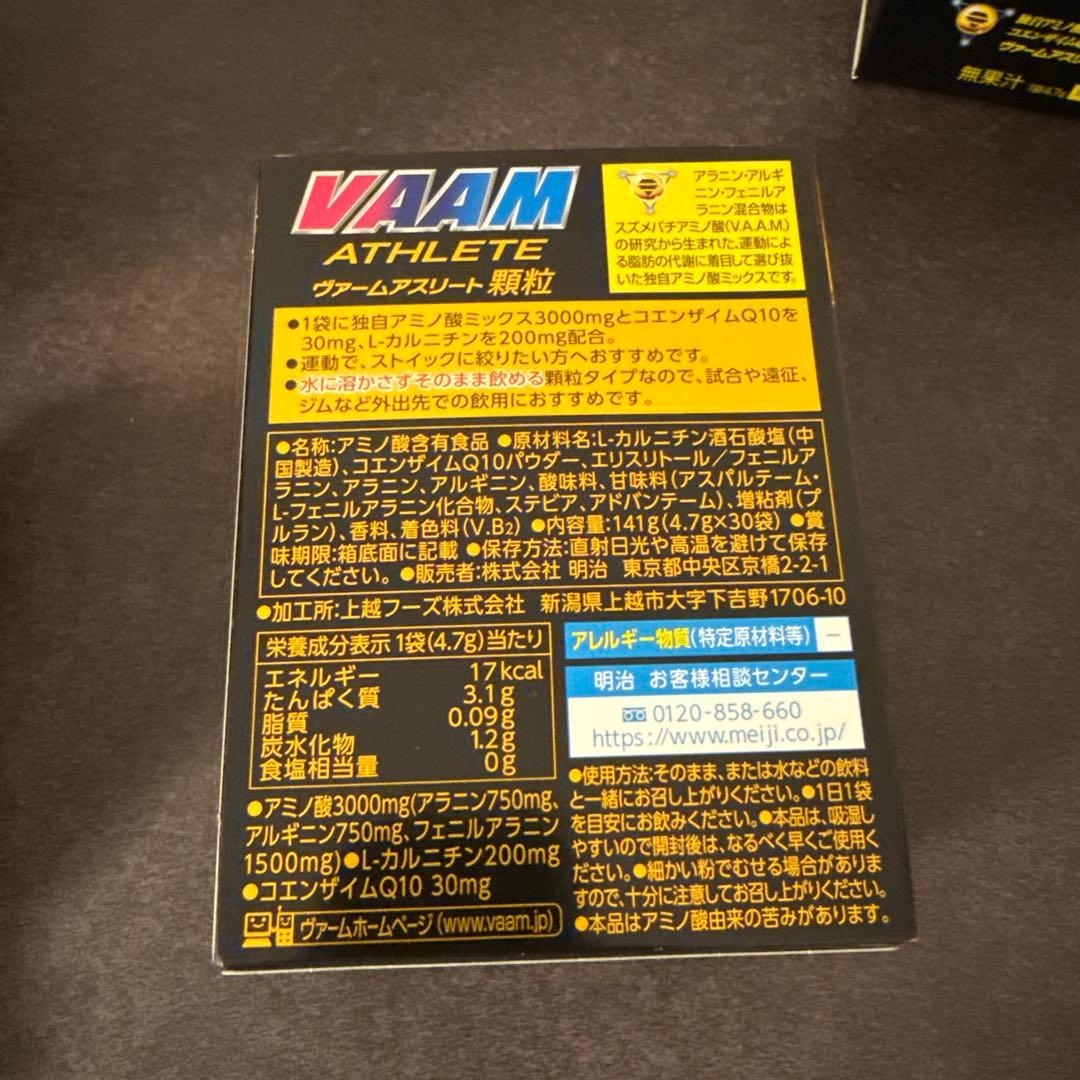 独自アミノ酸
コエンザイム
ヴァームアスリ
無果汁 1袋4.7g
VAAM
ATHLETE
ヴァームアスリート 顆粒
アラニン・アルギ
ニン・フェニルア
ラニン混合物は
スズメバチアミノ酸(V.A.A.M.)
の研究から生まれた、運動によ
る脂肪の代謝に着目して選び抜
いた独自アミノ酸ミックスです。
●1袋に独自アミノ酸ミックス3000mgとコエンザイムQ10を
30mg、L-カルニチンを200mg配合。
●運動で、ストイックに絞りたい方へおすすめです。
●水に溶かさずそのまま飲める顆粒タイプなので、試合や遠征、
ジムなど外出先での飲用におすすめです。
●名称:アミノ酸含有食品 ●原材料名:L-カルニチン酒石酸塩(中
国製造)、コエンザイムQ10パウダー、エリスリトール/フェニルア
ラニン、アラニン、アルギニン、酸味料、甘味料(アスパルテーム・
L-フェニルアラニン化合物、ステビア、アドバンテーム)、増粘剤(プ
ルラン)、香料、着色料(V.B₂) ●内容量:141g(4.7g×30袋) ●賞
味期限:箱底面に記載 ●保存方法:直射日光や高温を避けて保存
してください。 ●販売者:株式会社 明治 東京都中央区京橋2-2-1
●加工所:上越フーズ株式会社 新潟県上越市大字下吉野1706-10
栄養成分表示 1袋(4.7g)当たり
エネルギー 17kcal
たんぱく質 3.1g
脂質 0.09g
炭水化物 1.2g
食塩相当量 0g
●アミノ酸3000mg(アラニン750mg、
アルギニン750mg、フェニルアラニン
1500mg)●L-カルニチン200mg
●コエンザイムQ10 30mg
ヴァームホームページ(www.vaam.jp)
アレルギー物質(特定原材料等) －
明治 お客様相談センター
0120-858-660
https://www.meiji.co.jp/
●使用方法:そのまま、または水などの飲料
と一緒にお召し上がりください。●1日1袋
を目安にお飲みください。●本品は、吸湿し
やすいので開封後は、なるべく早くご使用く
ださい。●細かい粉でむせる場合がありま
すので、十分に注意してお召し上がりください。
●本品はアミノ酸由来の苦みがあります。